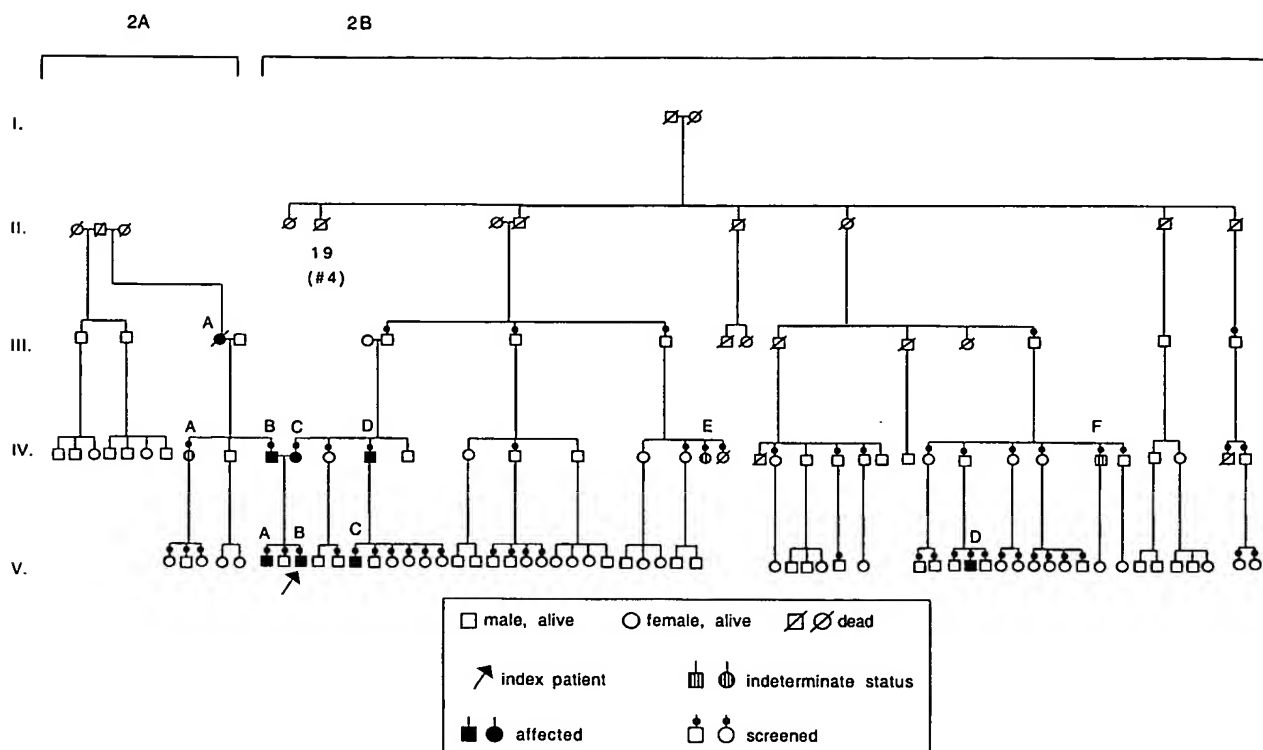 2A 2B
I.
II.
19
(#4)
A
III.
A B C D E F
IV.
A B C D
V.
male, alive female, alive dead
index patient indeterminate status
affected screened